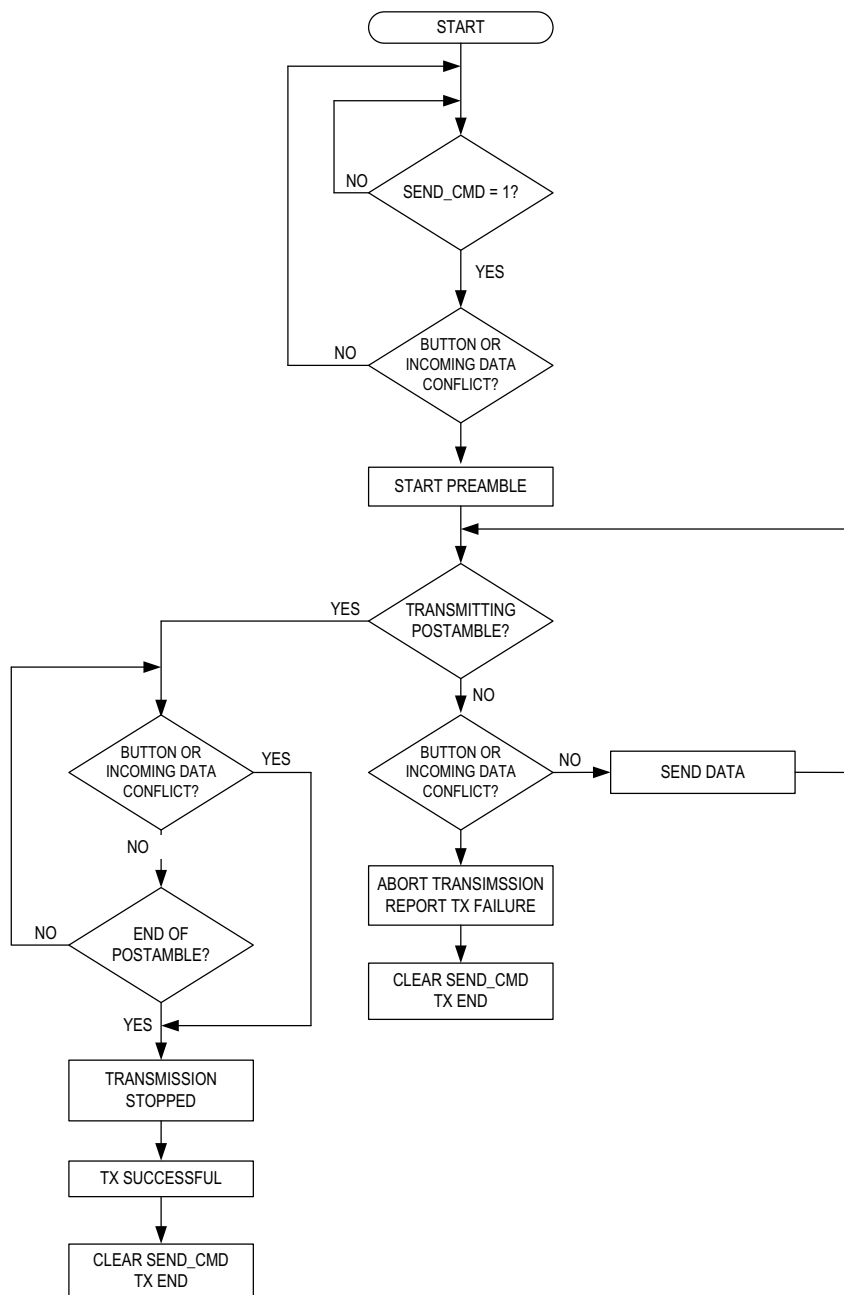 START
SEND_CMD = 1?
NO
YES
BUTTON OR
INCOMING DATA
CONFLICT?
NO
START PREAMBLE
TRANSMITTING
POSTAMBLE?
YES
NO
BUTTON OR
INCOMING DATA
CONFLICT?
YES
NO
BUTTON OR
INCOMING DATA
CONFLICT?
NO
SEND DATA
ABORT TRANSIMSSION
REPORT TX FAILURE
END OF
POSTAMBLE?
NO
YES
CLEAR SEND_CMD
TX END
TRANSMISSION
STOPPED
TX SUCCESSFUL
CLEAR SEND_CMD
TX END